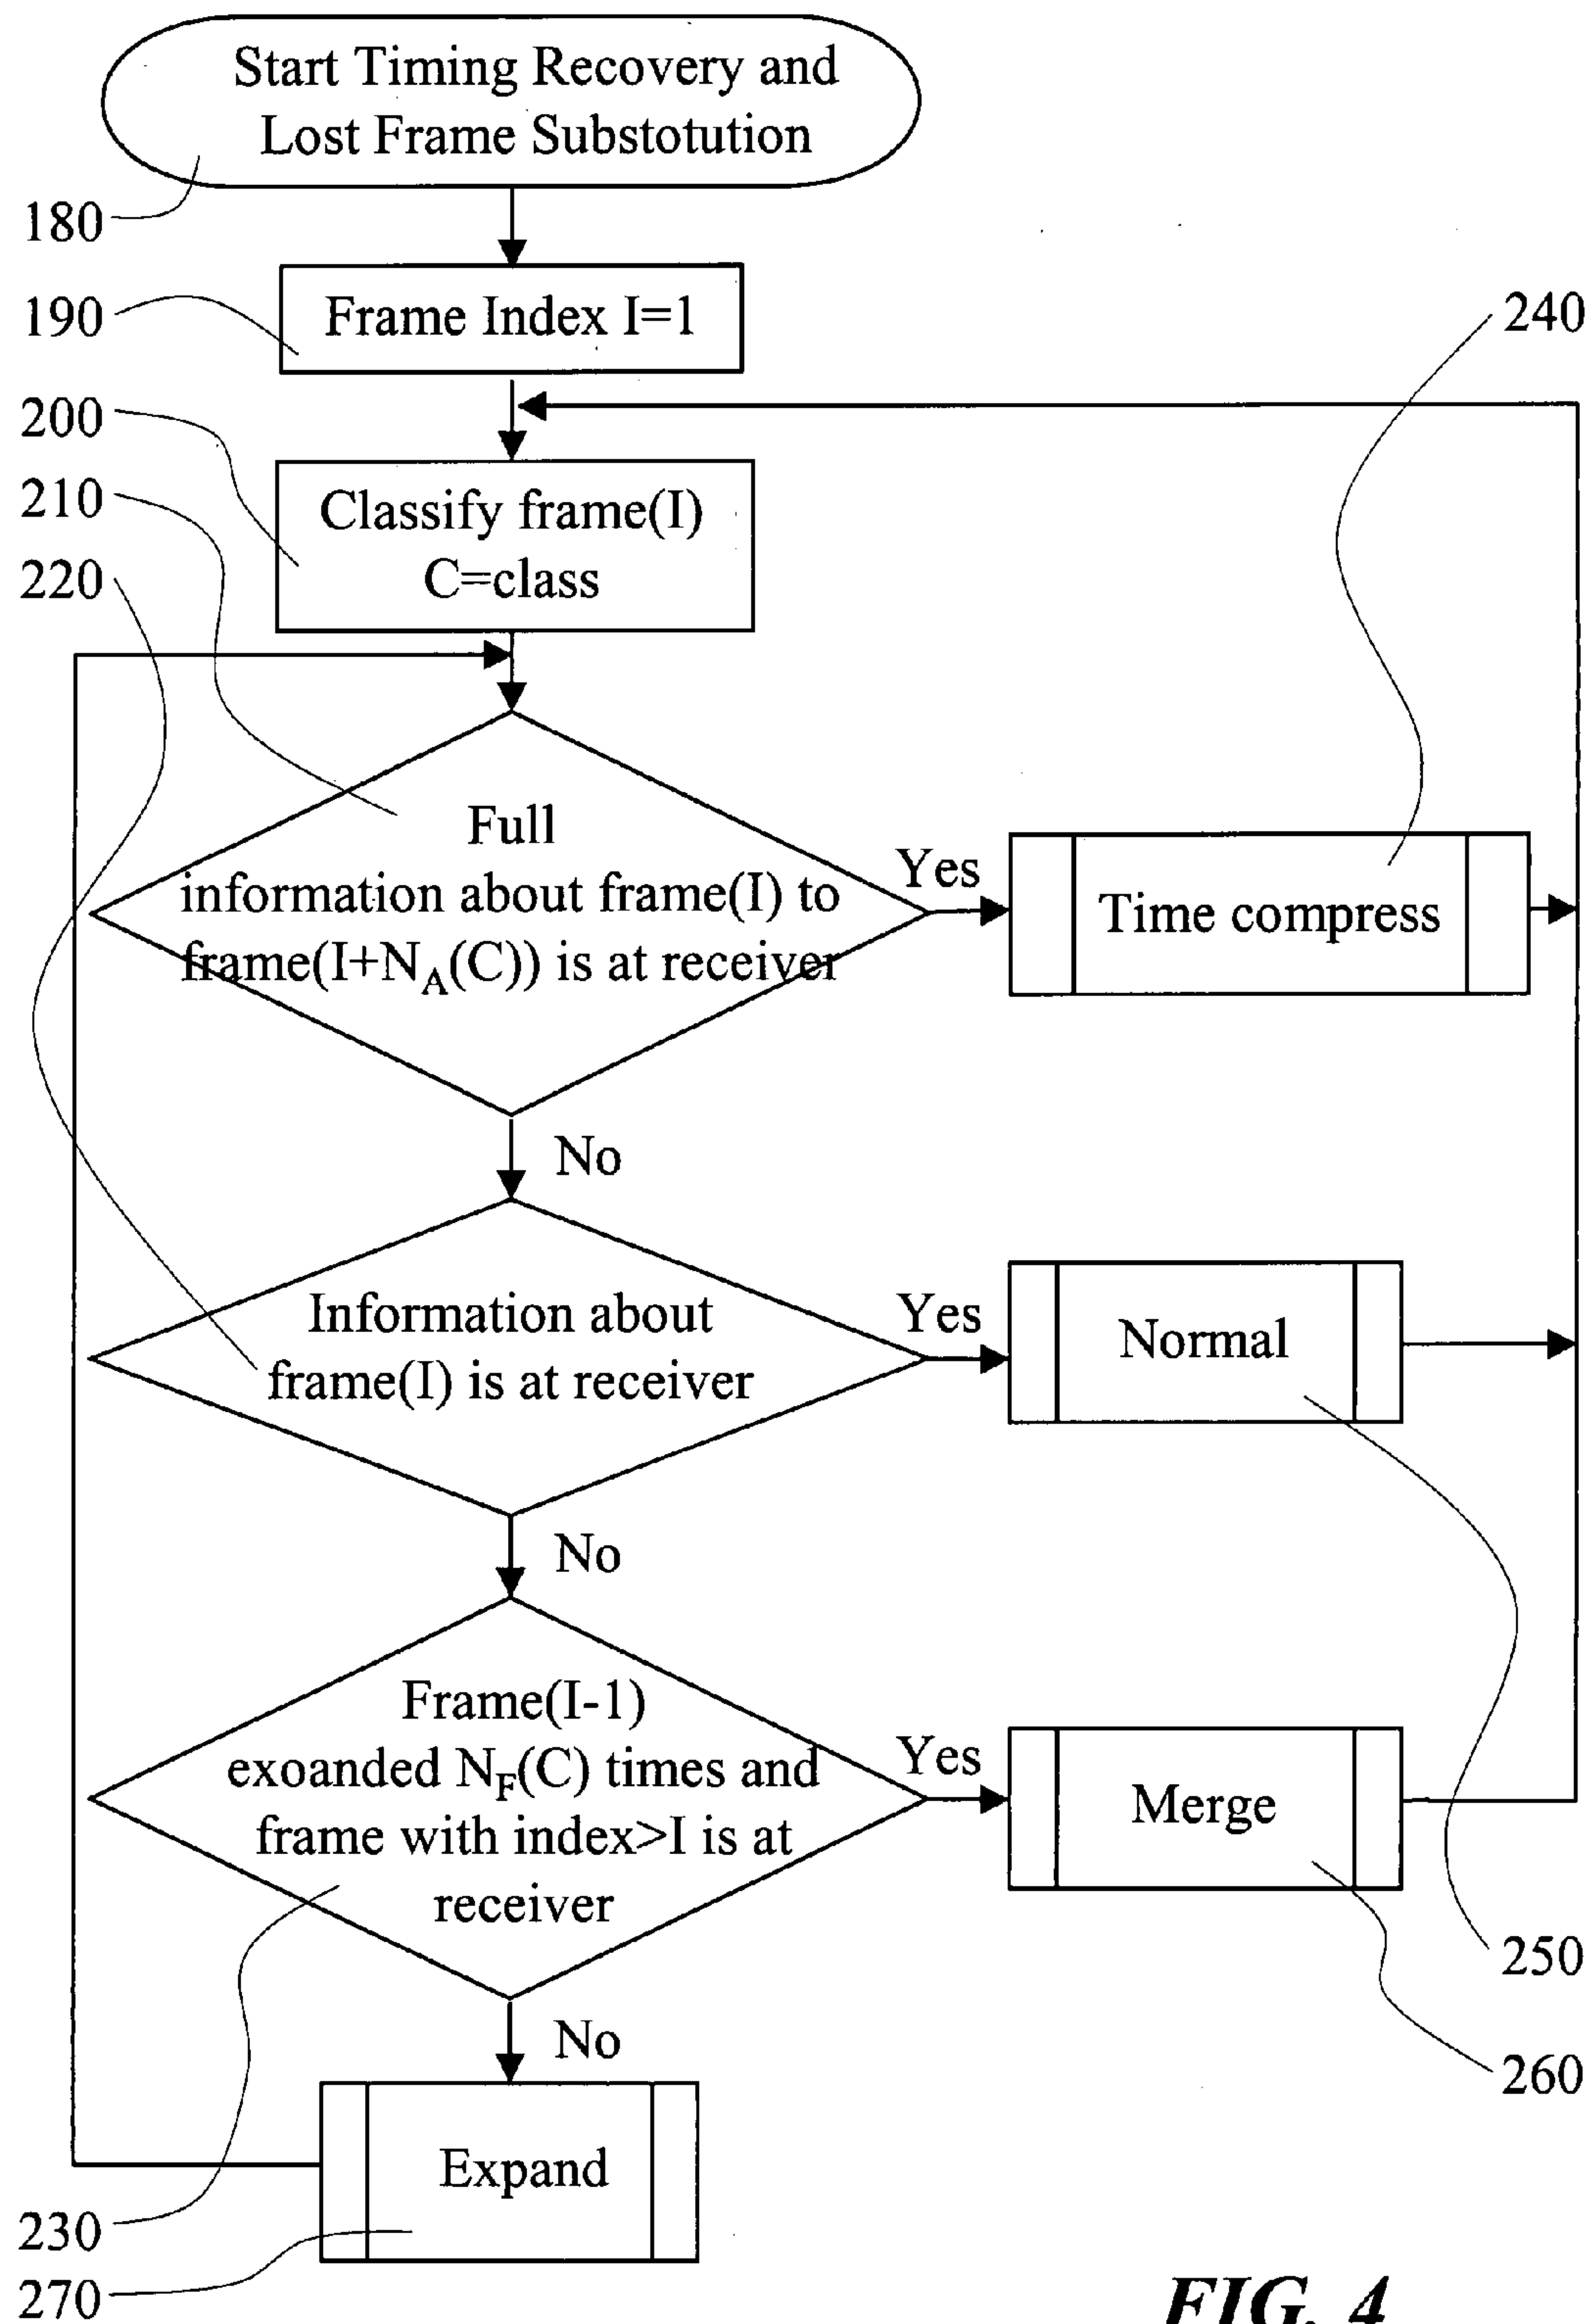 Start Timing Recovery and
Lost Frame Substotution
180
190
Frame Index I=1
240
200
210
Classify frame(I)
C=class
220
Full
information about frame(I) to
frame(I+N_A(C)) is at receiver
Yes
Time compress
No
Information about
frame(I) is at receiver
Yes
Normal
No
Frame(I-1)
exoanded N_F(C) times and
frame with index>I is at
receiver
Yes
Merge
250
No
260
Expand
230
270
FIG. 4